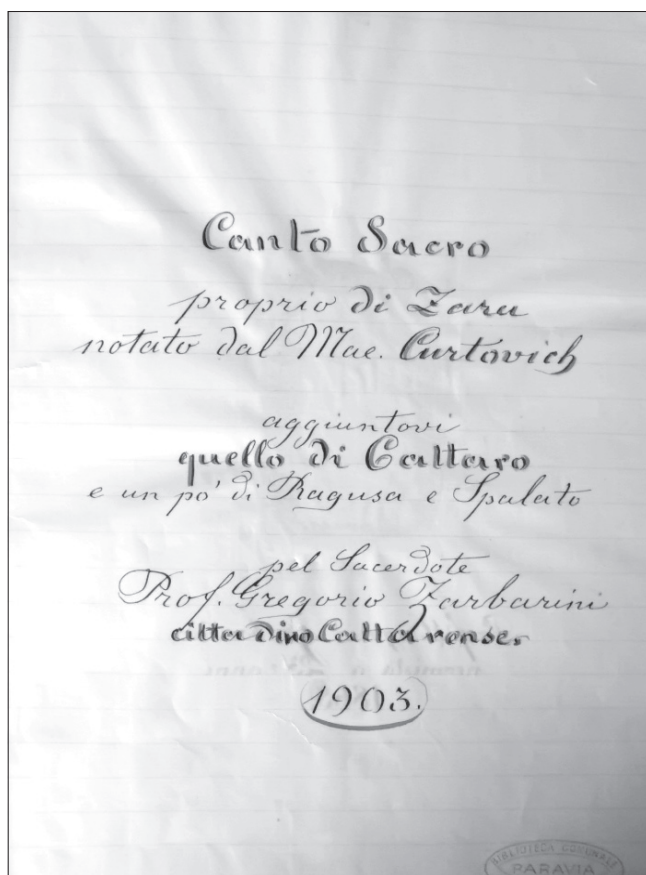 Canto Sacro
proprio di Zara
notato dal Mae. Curtovich
aggiuntovi
quello di Cattaro
e un pò di Ragusa e Spalato
pel Sacerdote
Prof. Gregorio Zarbarini
cittadino Cattarense.
1903.
BIBLIOTECA COMUNALE
PARAVIA